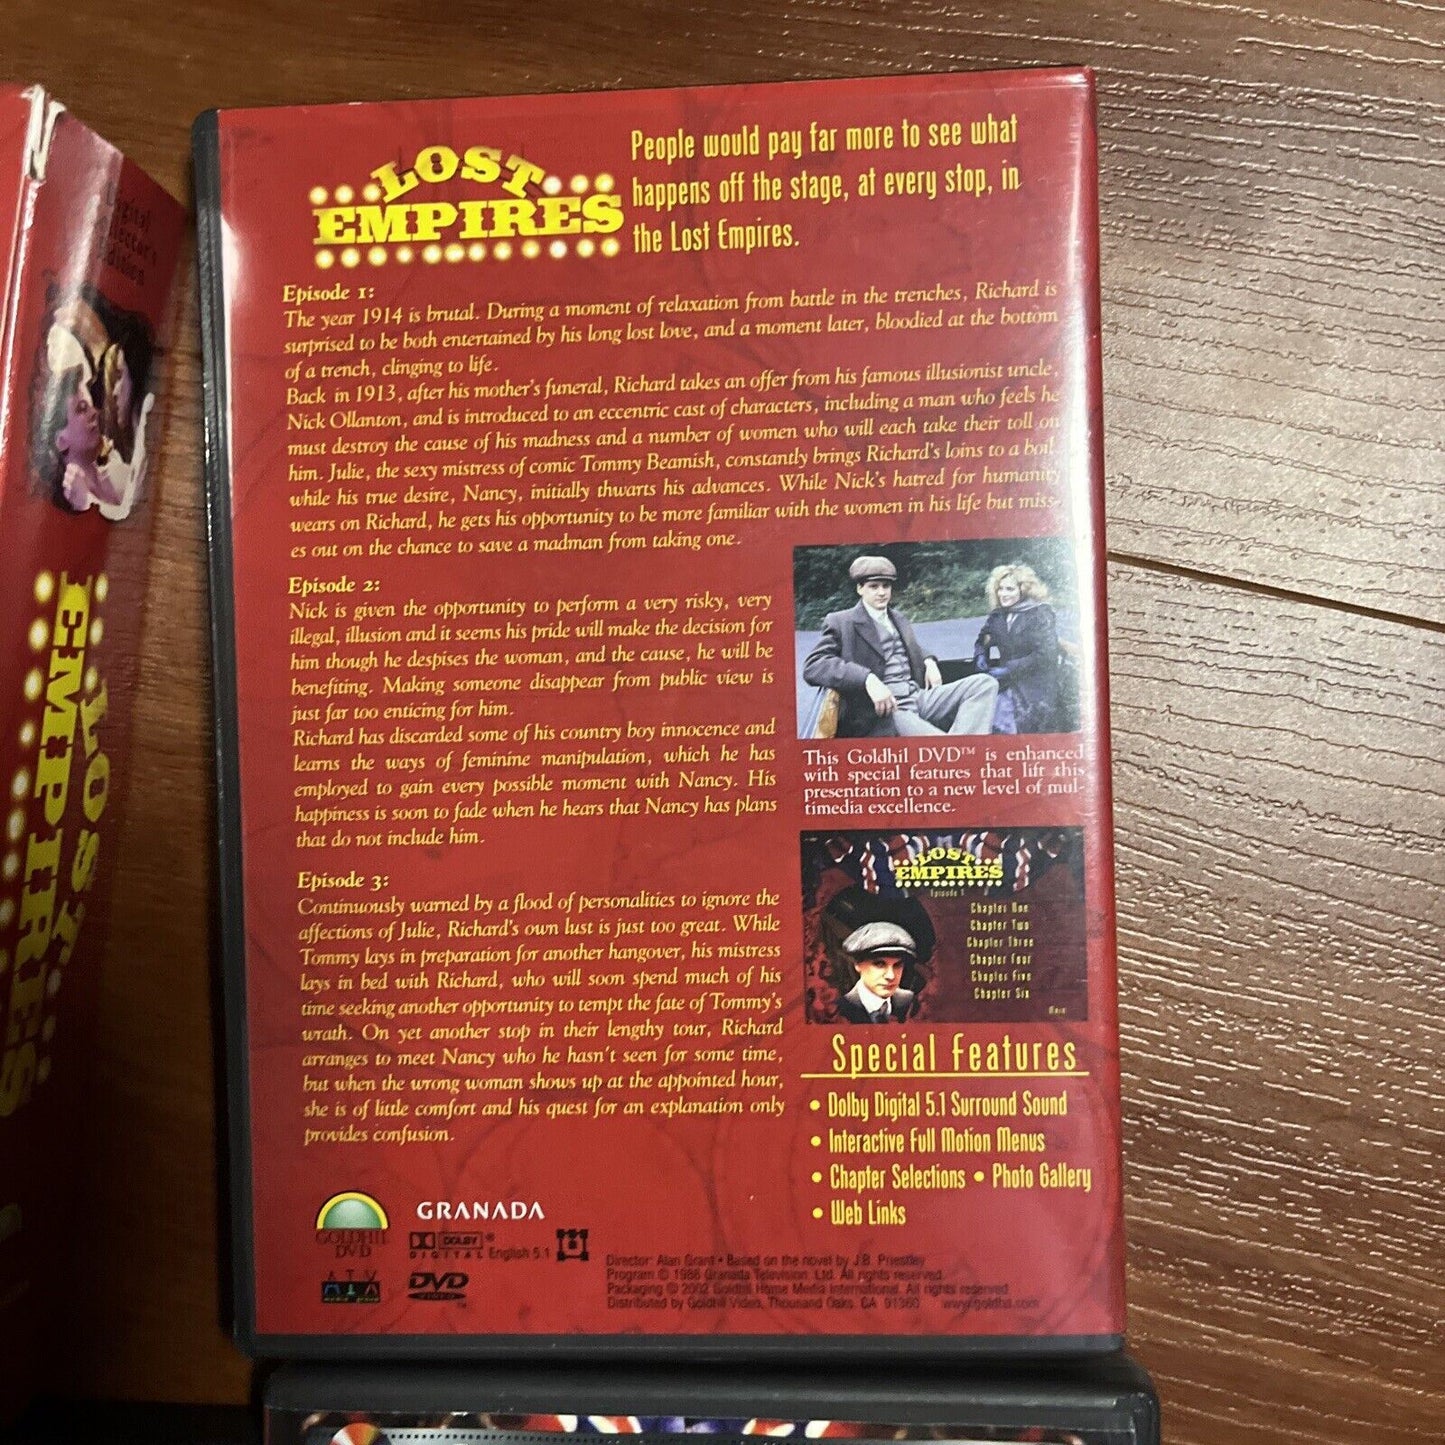 LOST
EMPIRES
People would pay far more to see what
happens off the stage, at every stop, in
the Lost Empires.
Episode 1:
The year 1914 is brutal. During a moment of relaxation from battle in the trenches, Richard is
surprised to be both entertained by his long lost love, and a moment later, bloodied at the bottom
of a trench, clinging to life.
Back in 1913, after his mother's funeral, Richard takes an offer from his famous illusionist uncle,
Nick Ollanton, and is introduced to an eccentric cast of characters, including a man who feels he
must destroy the cause of his madness and a number of women who will each take their toll on
him. Julie, the sexy mistress of comic Tommy Beamish, constantly brings Richard's loins to a boil
while his true desire, Nancy, initially thwarts his advances. While Nick's hatred for humanity
wears on Richard, he gets his opportunity to be more familiar with the women in his life but miss-
es out on the chance to save a madman from taking one.
Episode 2:
Nick is given the opportunity to perform a very risky, very
illegal, illusion and it seems his pride will make the decision for
him though he despises the woman, and the cause, he will be
benefiting. Making someone disappear from public view is
just far too enticing for him.
Richard has discarded some of his country boy innocence and
learns the ways of feminine manipulation, which he has
employed to gain every possible moment with Nancy. His
happiness is soon to fade when he hears that Nancy has plans
that do not include him.
Episode 3:
Continuously warned by a flood of personalities to ignore the
affections of Julie, Richard's own lust is just too great. While
Tommy lays in preparation for another hangover, his mistress
lays in bed with Richard, who will soon spend much of his
time seeking another opportunity to tempt the fate of Tommy's
wrath. On yet another stop in their lengthy tour, Richard
arranges to meet Nancy who he hasn't seen for some time,
but when the wrong woman shows up at the appointed hour,
she is of little comfort and his quest for an explanation only
provides confusion.
This Goldhil DVD™ is enhanced
with special features that lift this
presentation to a new level of mul-
timedia excellence.
LOST
EMPIRES
Episode 1
Chapter One
Chapter Two
Chapter Three
Chapter Four
Chapter Five
Chapter Six
Main
Special Features
• Dolby Digital 5.1 Surround Sound
• Interactive Full Motion Menus
• Chapter Selections • Photo Gallery
• Web Links
GOLDHIL
DVD
GRANADA
DOLBY ®
DIGITAL English 5.1
DVD
VIDEO ™
Director: Alan Grant • Based on the novel by J.B. Priestley
Program © 1986 Granada Television, Ltd. All rights reserved.
Packaging © 2002 Goldhil Home Media International. All rights reserved.
Distributed by Goldhil Video, Thousand Oaks, CA 91360 www.goldhil.com
Digital
Collector's
Edition
LOST
EMPIRES